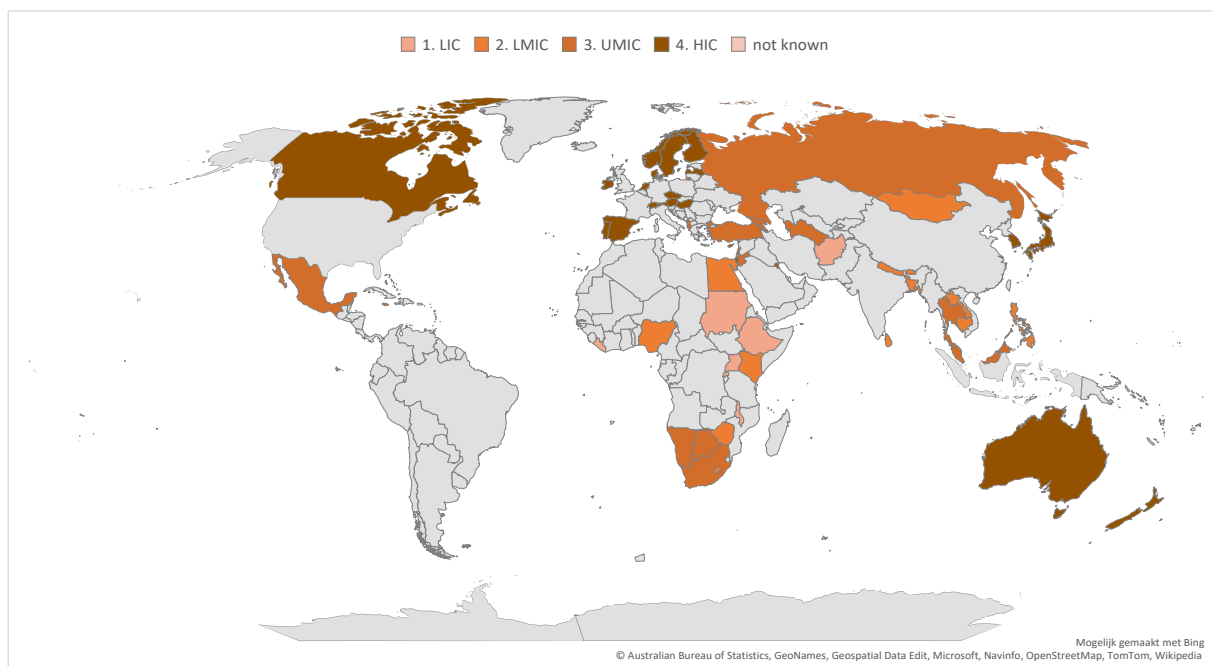 1. LIC 2. LMIC 3. UMIC 4. HIC not known
Mogelijk gemaakt met Bing
© Australian Bureau of Statistics, GeoNames, Geospatial Data Edit, Microsoft, Navinfo, OpenStreetMap, TomTom, Wikipedia